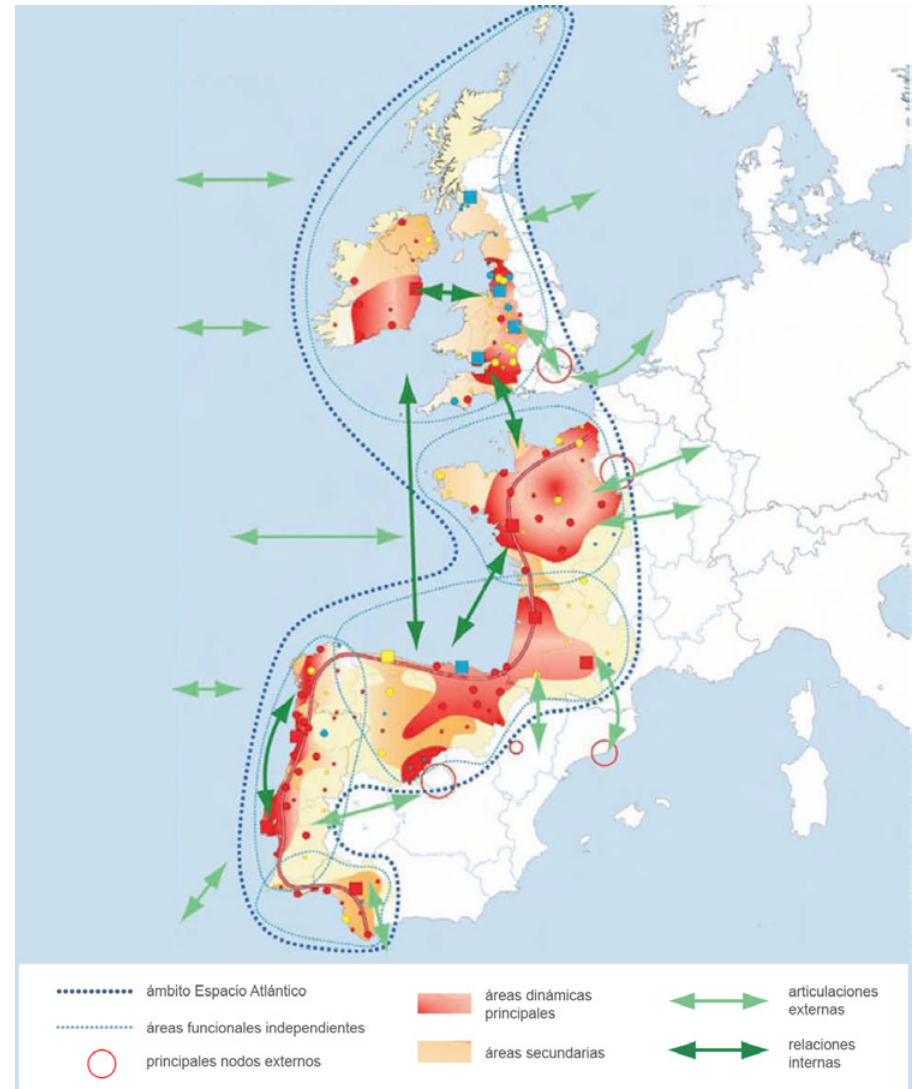 ámbito Espacio Atlántico
áreas funcionales independientes
principales nodos externos
áreas dinámicas
principales
áreas secundarias
articulaciones
externas
relaciones
internas